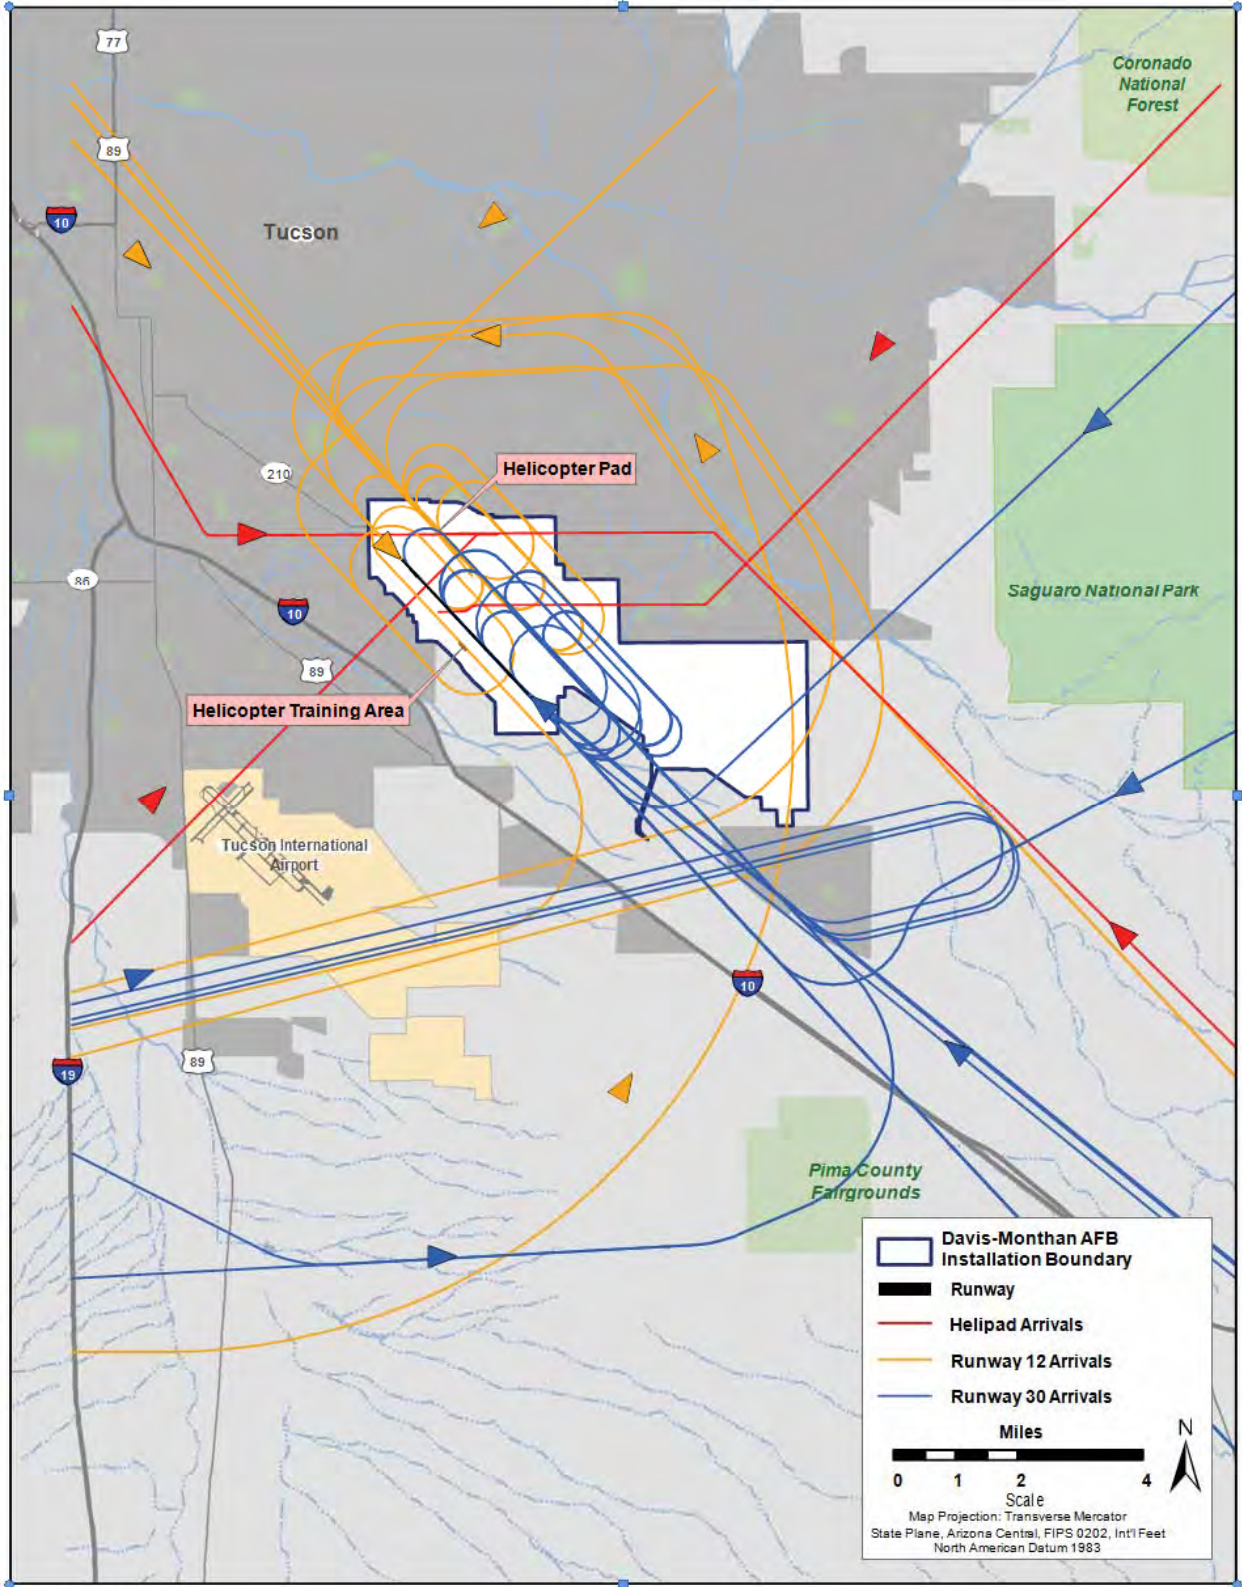 77
Coronado
National
Forest
89
10
Tucson
Helicopter Pad
210
86
Saguaro National Park
10
89
Helicopter Training Area
Tucson International
Airport
10
19
89
Pima County
Fairgrounds
Davis-Monthan AFB
Installation Boundary
Runway
Helipad Arrivals
Runway 12 Arrivals
Runway 30 Arrivals
Miles
N
0 1 2 4
Scale
Map Projection: Transverse Mercator
State Plane, Arizona Central, FIPS 0202, Int'l Feet
North American Datum 1983